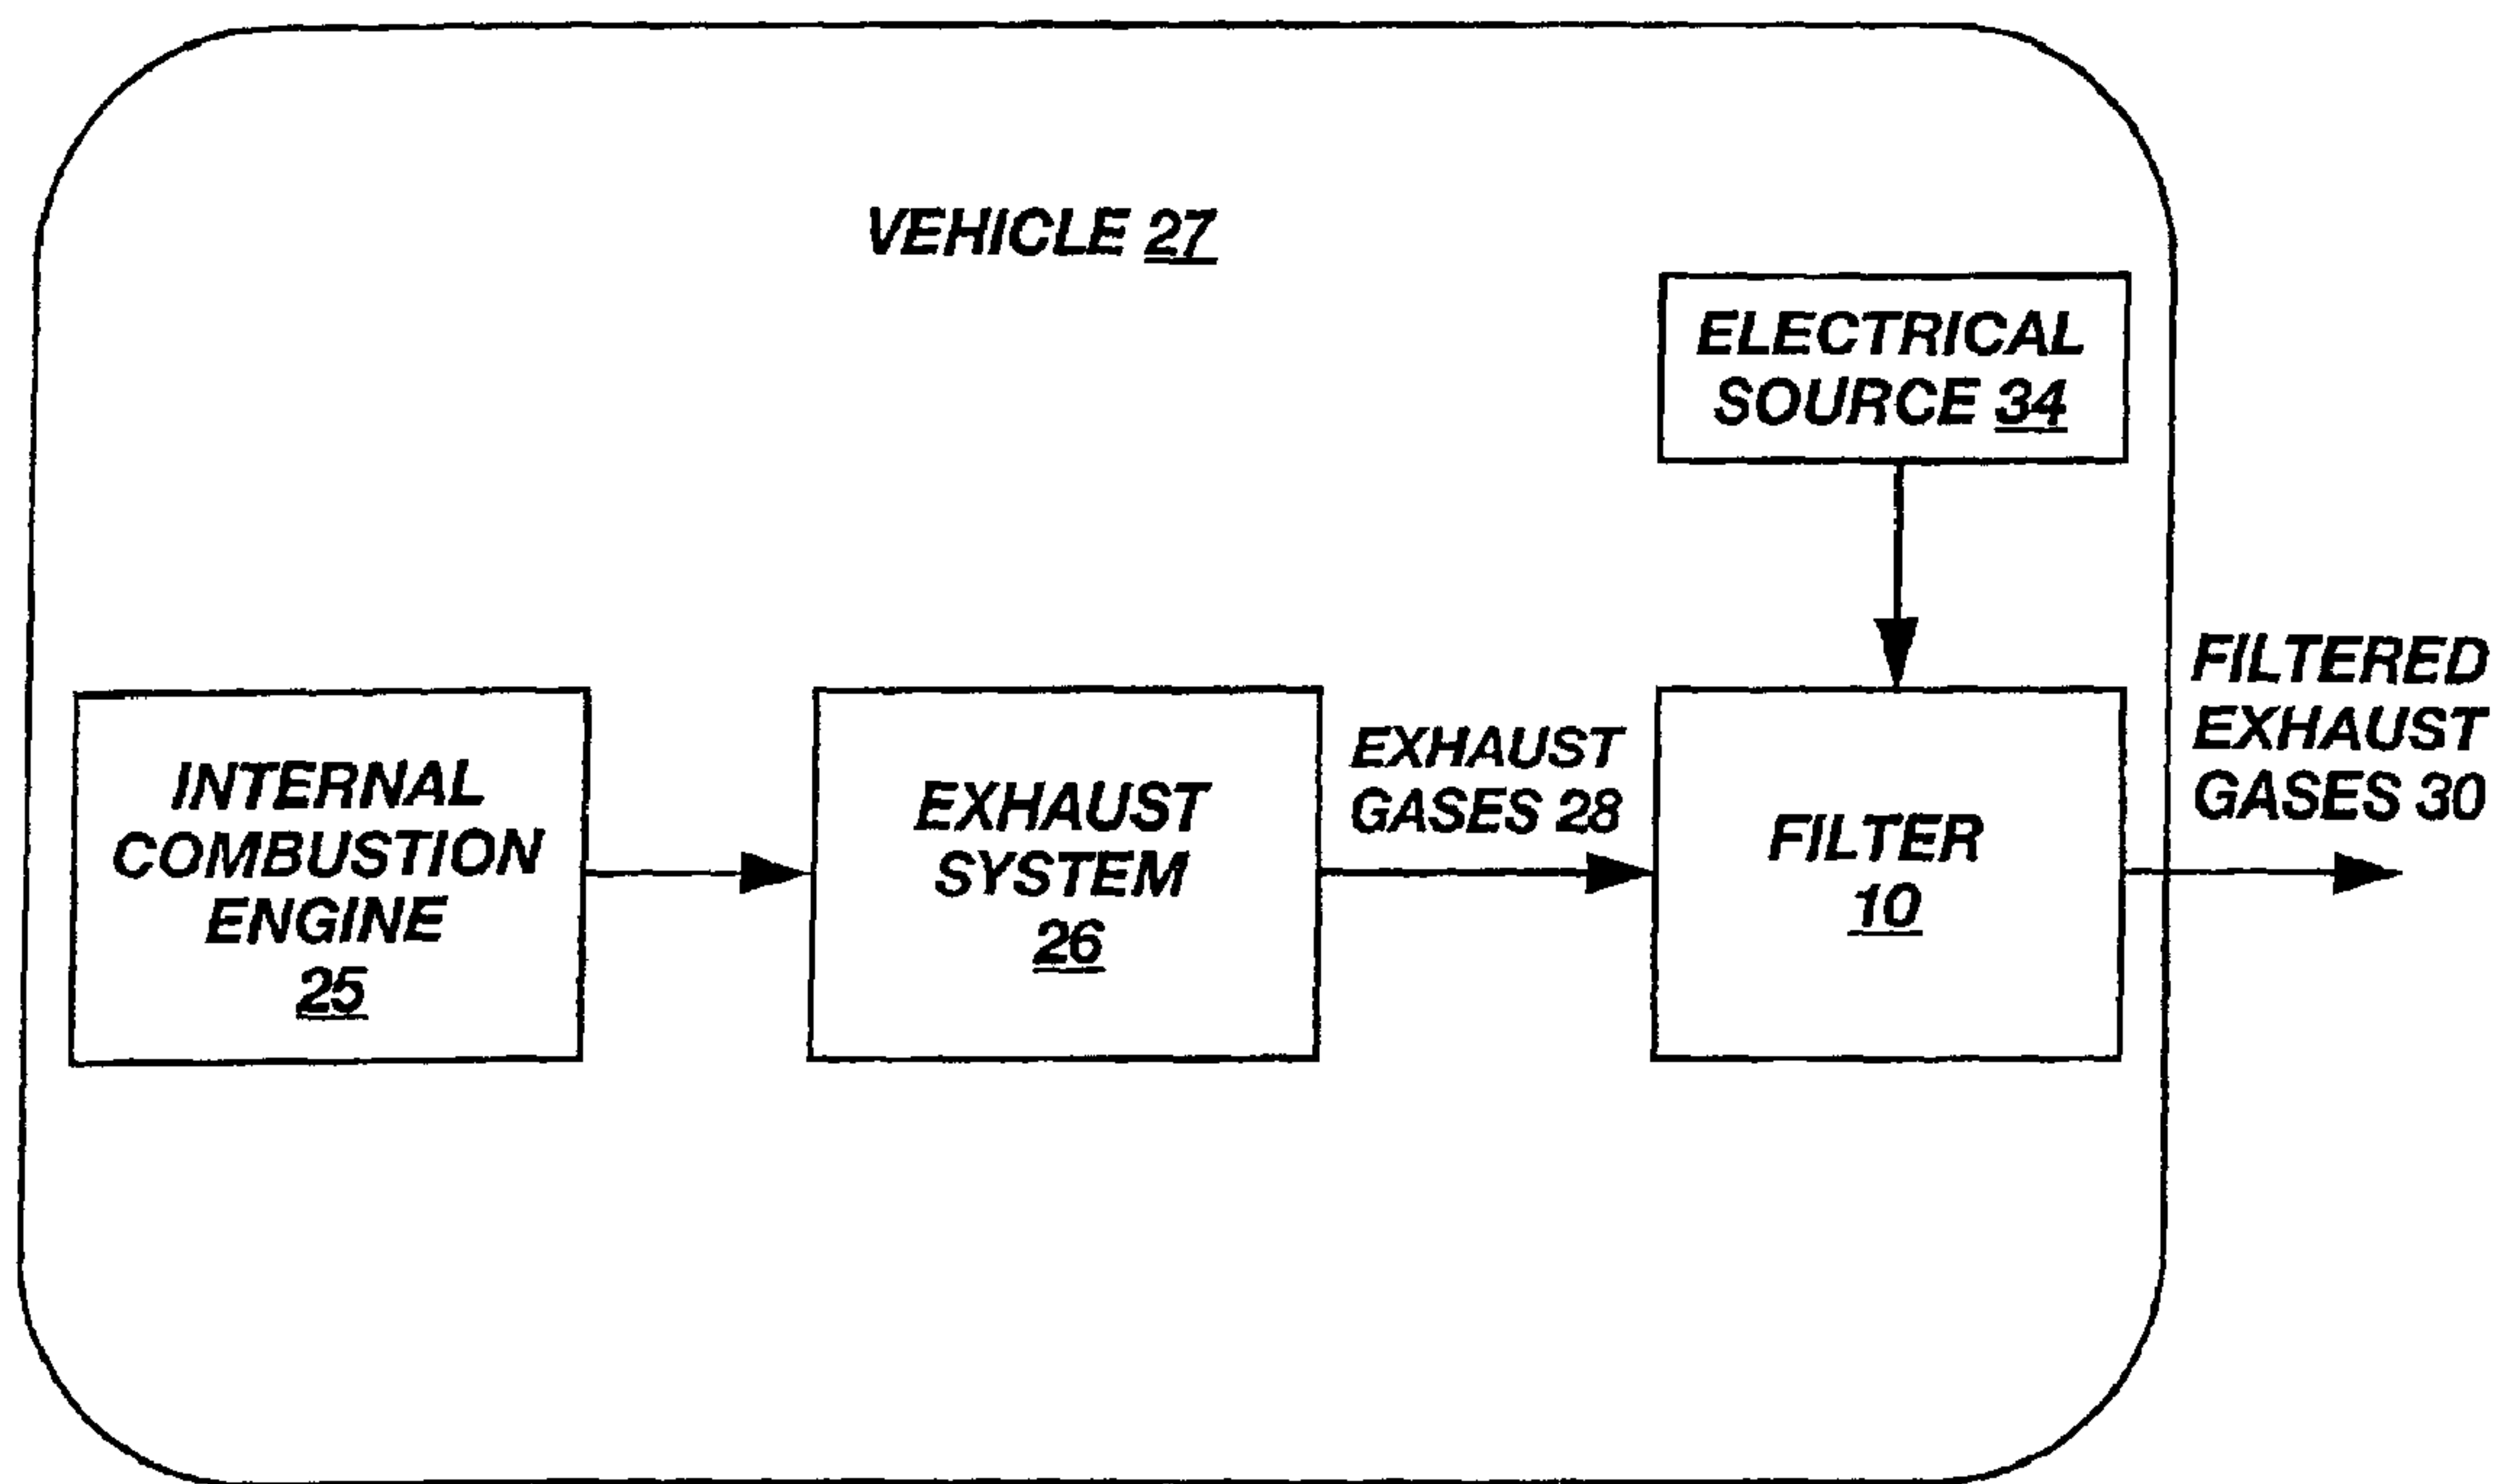 VEHICLE 27
ELECTRICAL
SOURCE 34
INTERNAL
COMBUSTION
ENGINE
25
EXHAUST
SYSTEM
26
EXHAUST
GASES 28
FILTER
10
FILTERED
EXHAUST
GASES 30